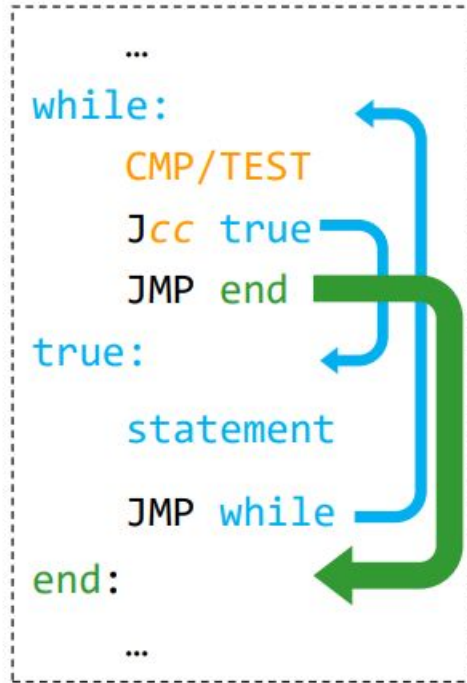 …
while:
CMP/TEST
Jcc true
JMP end
true:
statement
JMP while
end:
…